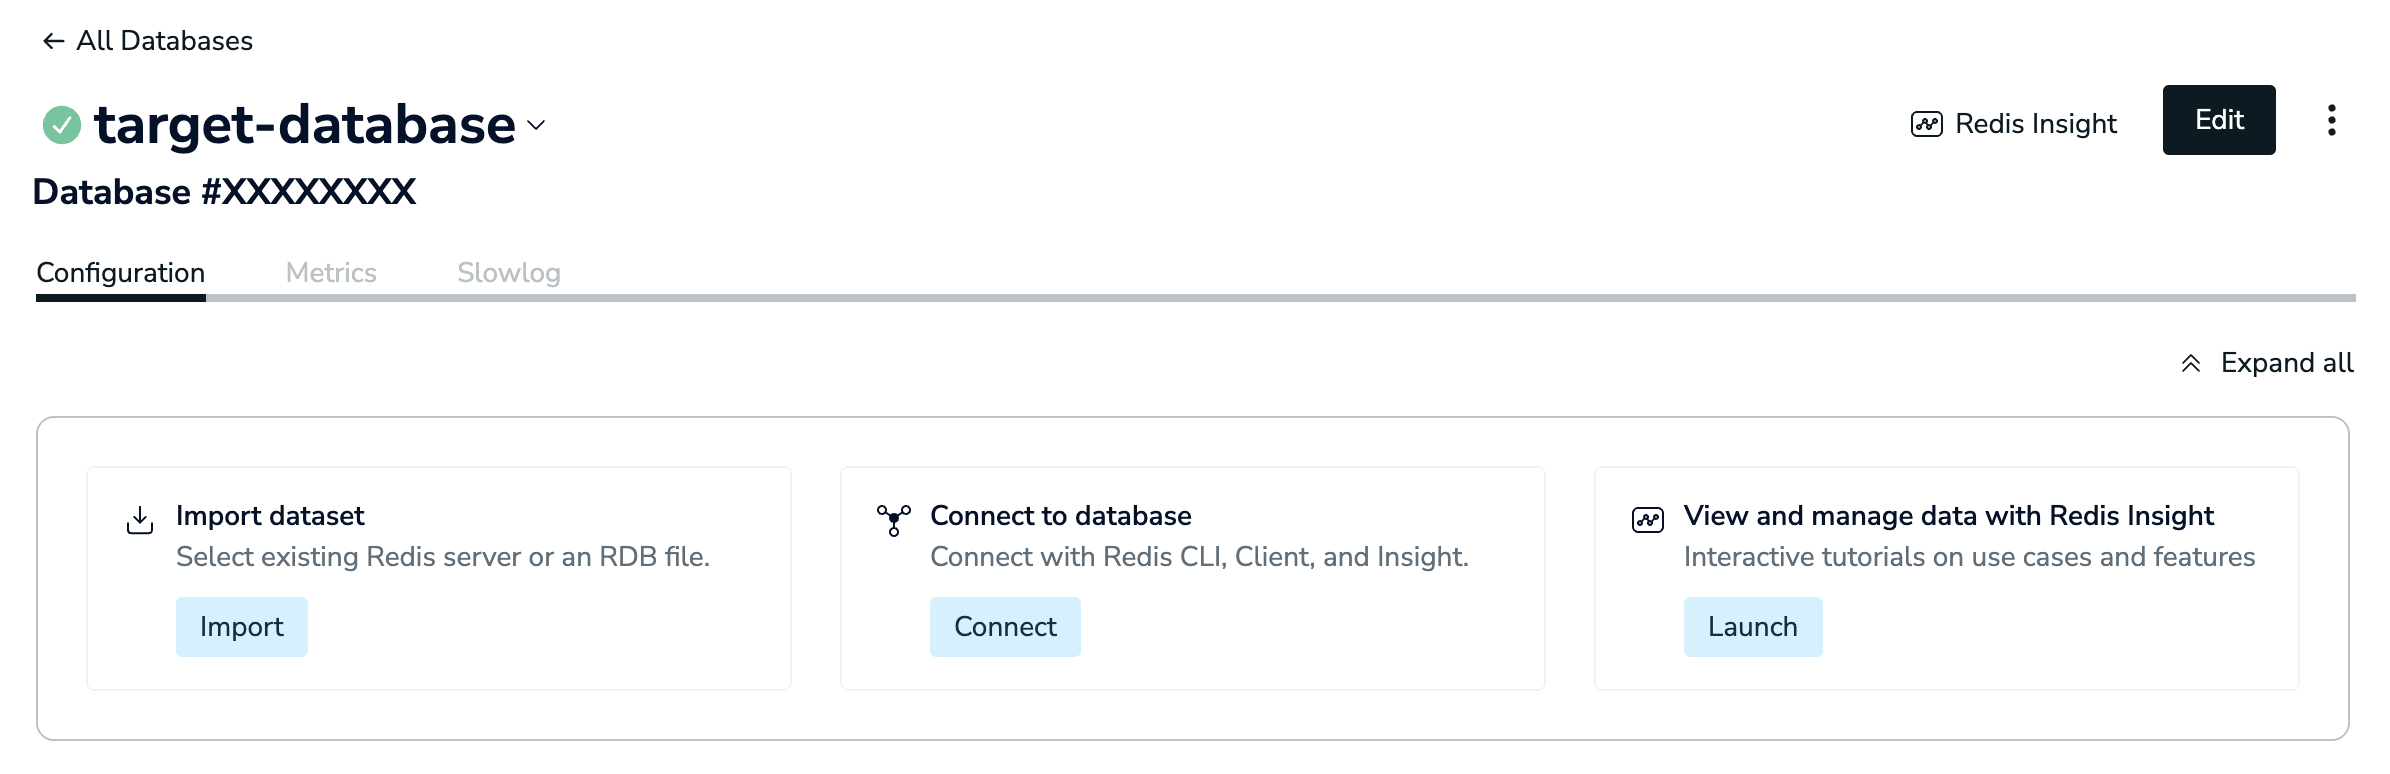 All Databases
target-database
Redis Insight
Edit
Database #XXXXXXXX
Configuration
Metrics
Slowlog
Expand all
Import dataset
Select existing Redis server or an RDB file.
Import
Connect to database
Connect with Redis CLI, Client, and Insight.
Connect
View and manage data with Redis Insight
Interactive tutorials on use cases and features
Launch